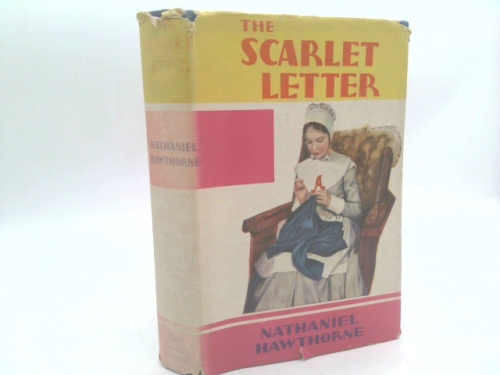 THE
SCARLET
LETTER
A
NATHANIEL
HAWTHORNE
NATHANIEL
HAWTHORNE